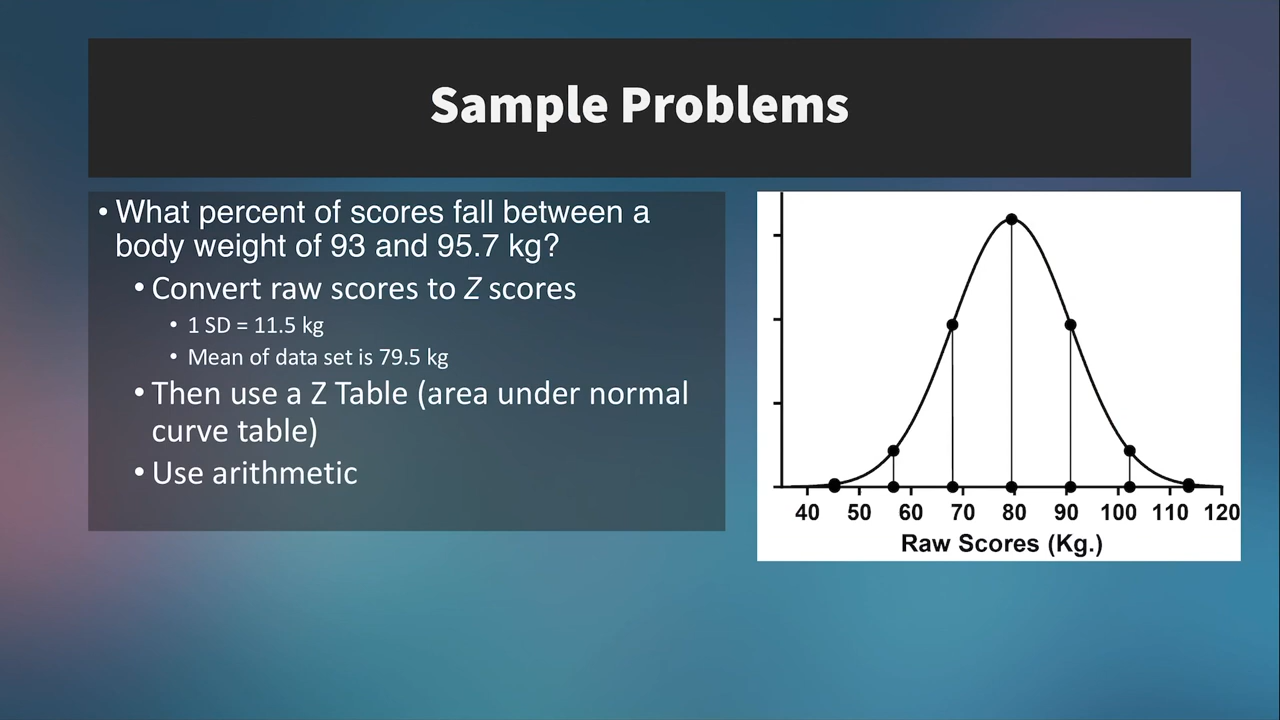 Sample Problems
• What percent of scores fall between a
body weight of 93 and 95.7 kg?
• Convert raw scores to Z scores
• 1 SD = 11.5 kg
• Mean of data set is 79.5 kg
• Then use a Z Table (area under normal
curve table)
• Use arithmetic
40 50 60 70 80 90 100 110 120
Raw Scores (Kg.)